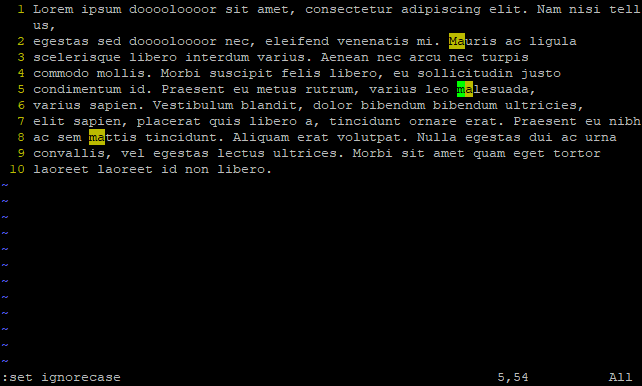 1 Lorem ipsum dooooloooor sit amet, consectetur adipiscing elit. Nam nisi tell
us,
2 egestas sed dooooloooor nec, eleifend venenatis mi. Mauris ac ligula
3 scelerisque libero interdum varius. Aenean nec arcu nec turpis
4 commodo mollis. Morbi suscipit felis libero, eu sollicitudin justo
5 condimentum id. Praesent eu metus rutrum, varius leo malesuada,
6 varius sapien. Vestibulum blandit, dolor bibendum bibendum ultricies,
7 elit sapien, placerat quis libero a, tincidunt ornare erat. Praesent eu nibh
8 ac sem mattis tincidunt. Aliquam erat volutpat. Nulla egestas dui ac urna
9 convallis, vel egestas lectus ultrices. Morbi sit amet quam eget tortor
10 laoreet laoreet id non libero.
~
~
~
~
~
~
~
~
~
~
~
~
:set ignorecase 5,54 All